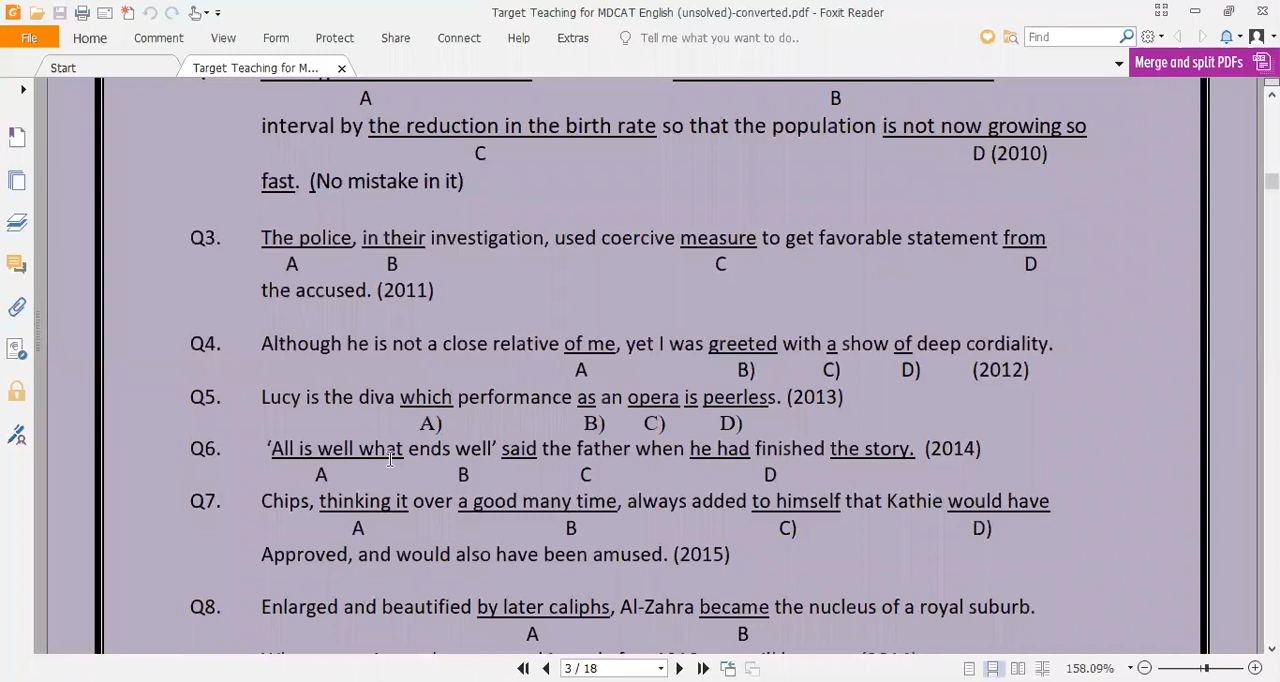 Target Teaching for MDCAT English (unsolved)-converted.pdf - Foxit Reader
File Home Comment View Form Protect Share Connect Help Extras Tell me what you want to do.. Find
Start Target Teaching for M... Merge and split PDFs
A B
interval by the reduction in the birth rate so that the population is not now growing so
C D (2010)
fast. (No mistake in it)
Q3. The police, in their investigation, used coercive measure to get favorable statement from
A B C D
the accused. (2011)
Q4. Although he is not a close relative of me, yet I was greeted with a show of deep cordiality.
A B) C) D) (2012)
Q5. Lucy is the diva which performance as an opera is peerless. (2013)
A) B) C) D)
Q6. ‘All is well what ends well’ said the father when he had finished the story. (2014)
A B C D
Q7. Chips, thinking it over a good many time, always added to himself that Kathie would have
A B C) D)
Approved, and would also have been amused. (2015)
Q8. Enlarged and beautified by later caliphs, Al-Zahra became the nucleus of a royal suburb.
A B
3 / 18 158.09%